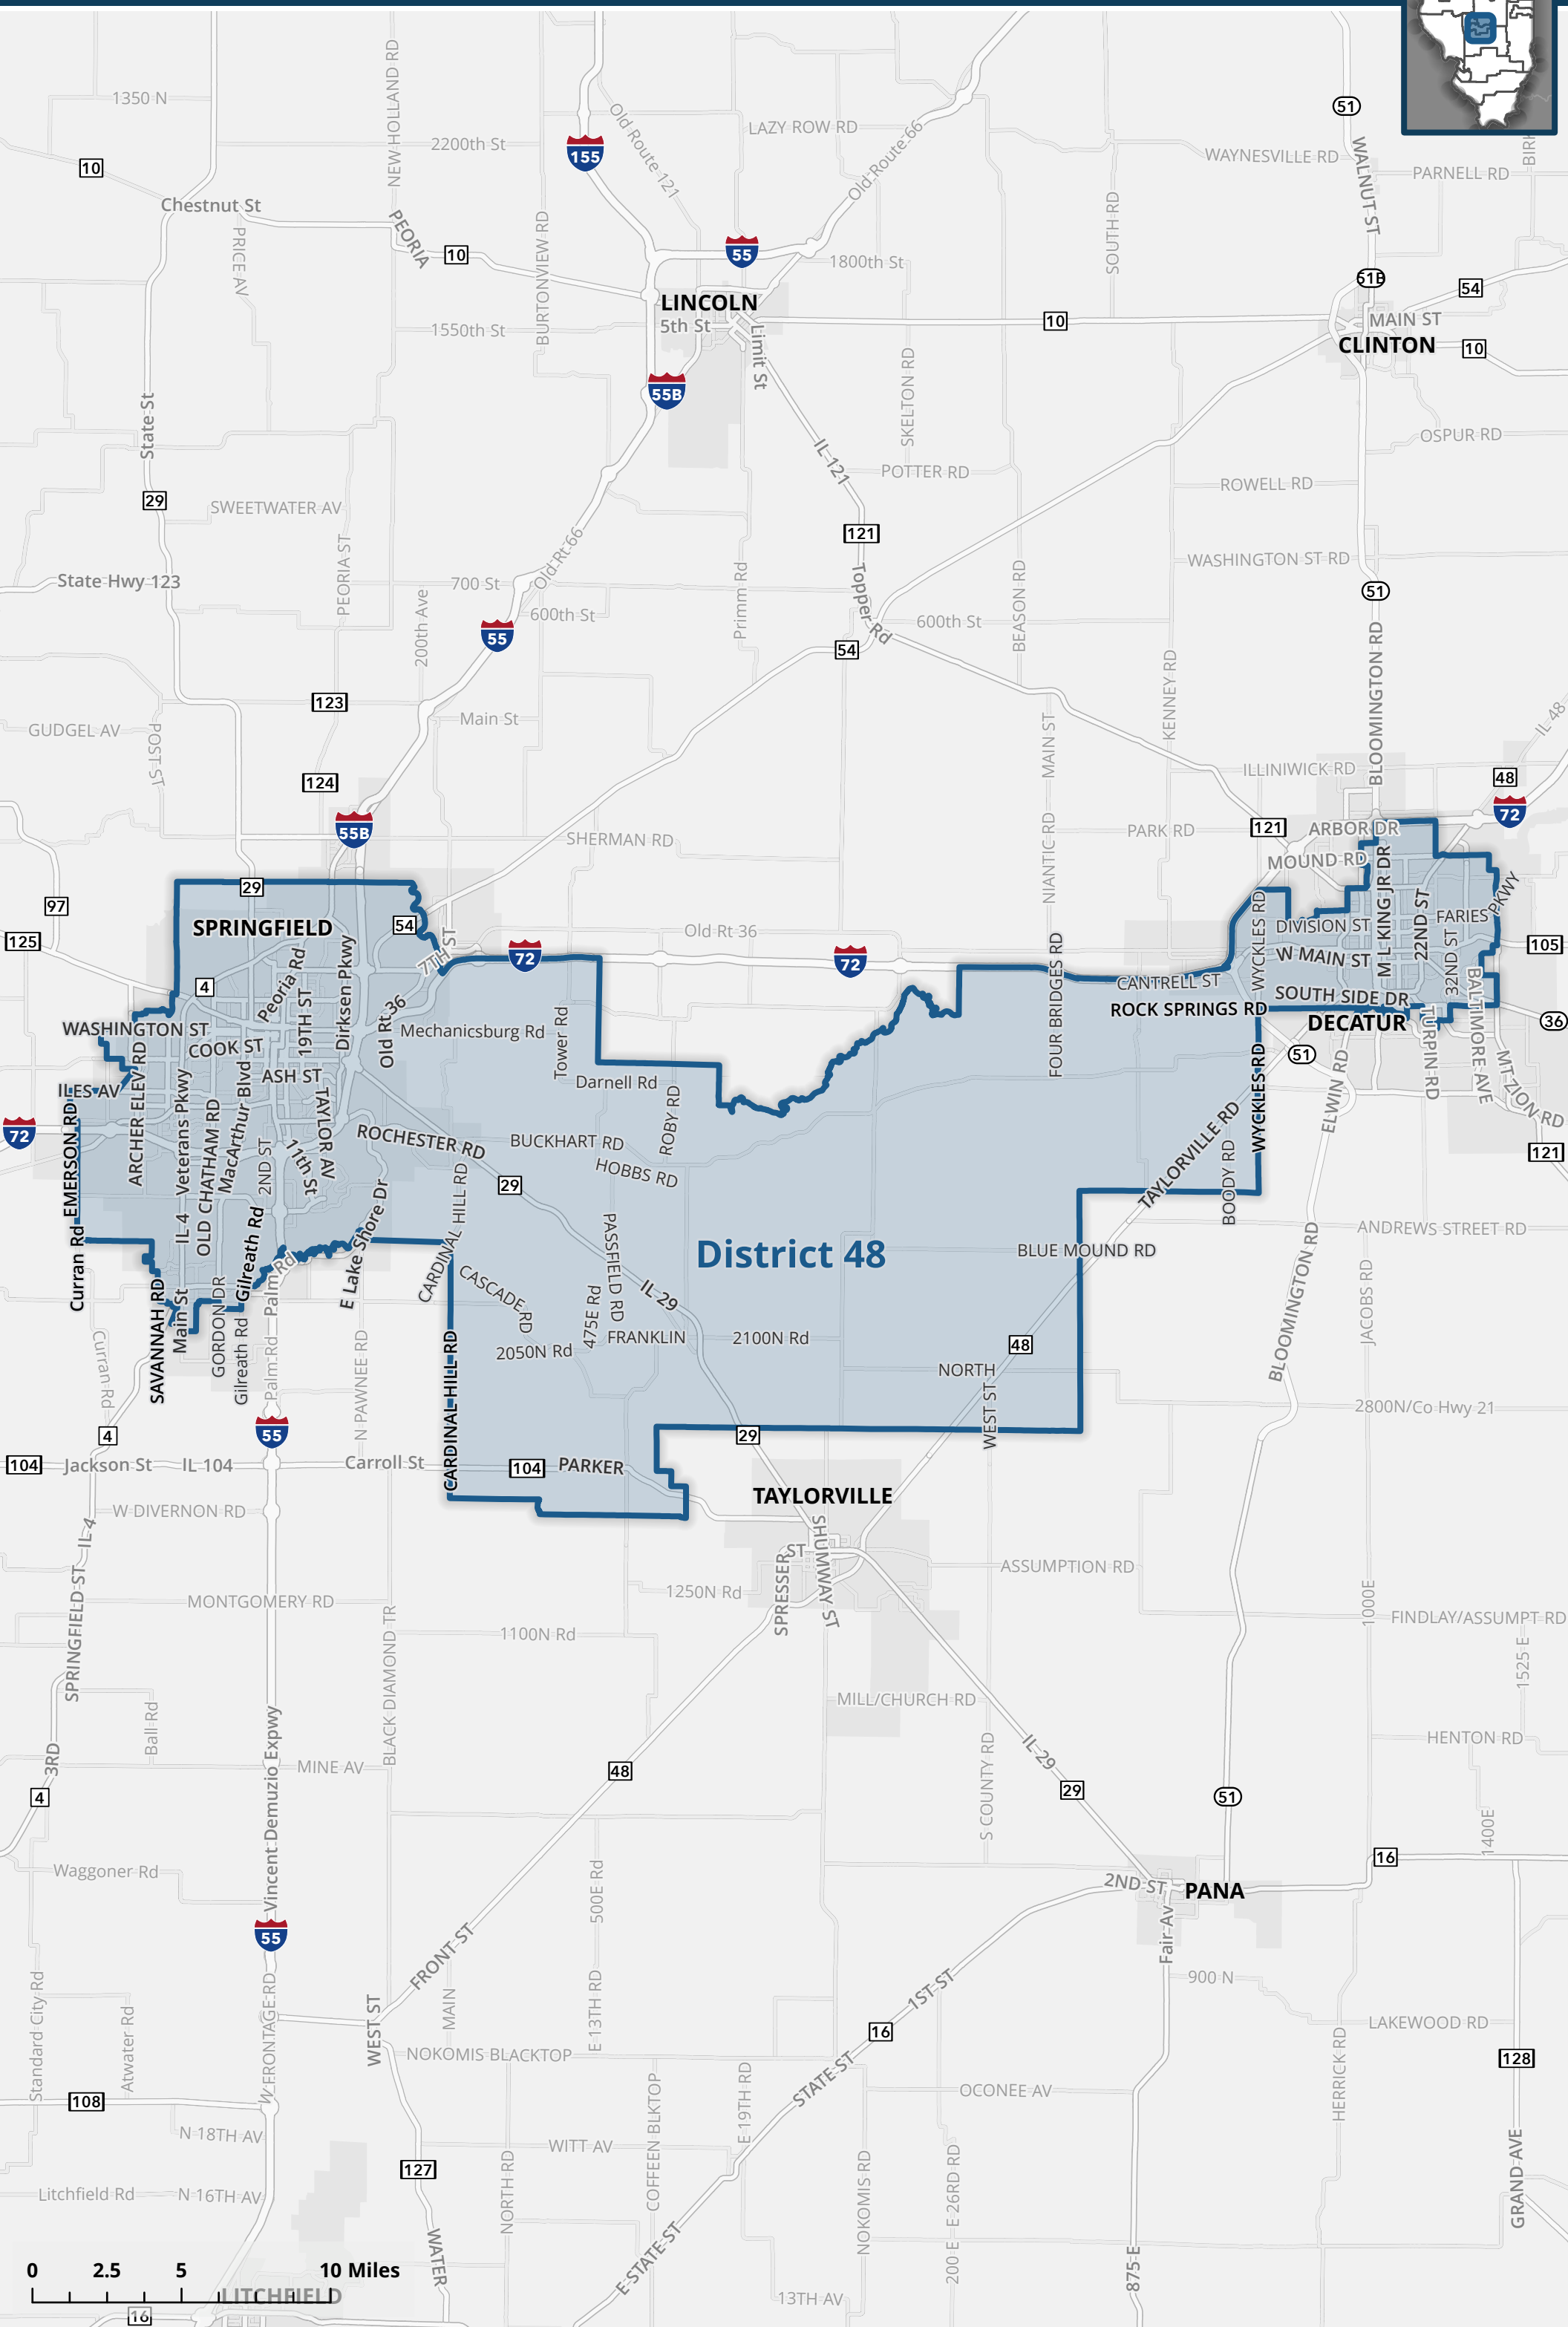 1350 N
NEW HOLLAND RD
2200th St
155
Old Route 121
LAZY ROW RD
Old Route 66
51
WALNUT ST
WAYNESVILLE RD
PARNELL RD
10
Chestnut St
PRICE AV
PEORIA
10
BURTONVIEW RD
55
1800th St
SOUTH RD
51B
54
LINCOLN
5th St
Limit St
1550th St
10
MAIN ST
CLINTON
10
55B
State St
SKELTON RD
OSPUR RD
IL 121
POTTER RD
ROWELL RD
29
SWEETWATER AV
121
PEORIA ST
Old Rt 66
State Hwy 123
700 St
600th St
Primm Rd
Topper Rd
BEASON RD
WASHINGTON ST RD
51
200th Ave
55
54
600th St
KENNEY RD
BLOOMINGTON RD
123
Main St
GUDGEL AV
POST ST
MAIN ST
IL 48
124
ILLINIWICK RD
48
72
55B
SHERMAN RD
NIANTIC RD
PARK RD
121
ARBOR DR
MOUND RD
29
97
125
SPRINGFIELD
54
7TH ST
Old Rt 36
72
72
WYCKLES RD
DIVISION ST
M L KING JR DR
22ND ST
FARIES PKWY
32ND ST
105
W MAIN ST
4
Peoria Rd
Dirksen Pkwy
19TH ST
Old Rt 36
FOUR BRIDGES RD
CANTRELL ST
ROCK SPRINGS RD
SOUTH SIDE DR
DECATUR
BALTIMORE AVE
36
WASHINGTON ST
COOK ST
Mechanicsburg Rd
Tower Rd
51
TURPIN RD
MT ZION RD
ILES AV
ASH ST
Darnell Rd
ROBY RD
ELWIN RD
WYCKLES RD
72
EMERSON RD
ARCHER ELEV RD
Veterans Pkwy
OLD CHATHAM RD
MacArthur Blvd
2ND ST
11th St
TAYLOR AV
ROCHESTER RD
BUCKHART RD
HOBBS RD
TAYLORVILLE RD
BOODY RD
121
29
IL 4
E Lake Shore Dr
CARDINAL HILL RD
PASSFIELD RD
District 48
BLUE MOUND RD
ANDREWS STREET RD
Curran Rd
Gilreath Rd
Palm Rd
CASCADE RD
475E Rd
IL 29
SAVANNAH RD
Main St
GORDON DR
Gilreath Rd
Palm Rd
N PAWNEE RD
CARDINAL HILL RD
2050N Rd
FRANKLIN
2100N Rd
48
BLOOMINGTON RD
JACOBS RD
Curran Rd
NORTH
WEST ST
2800N/Co Hwy 21
4
55
29
104
Jackson St
IL 104
Carroll St
104
PARKER
TAYLORVILLE
W DIVERNON RD
IL 4
SHUMWAY ST
SPRESSER ST
1250N Rd
ASSUMPTION RD
SPRINGFIELD ST
MONTGOMERY RD
BLACK DIAMOND TR
1100N Rd
1000E
FINDLAY/ASSUMPT RD
1525 E
Ball Rd
MILL/CHURCH RD
3RD
Vincent Demuzio Expwy
MINE AV
48
S COUNTY RD
IL 29
HENTON RD
4
29
51
1400E
Waggoner Rd
500E Rd
16
2ND ST
PANA
55
FRONT ST
Fair Av
Standard City Rd
Atwater Rd
W FRONTAGE RD
WEST ST
MAIN
E 13TH RD
1ST ST
900 N
16
LAKEWOOD RD
HERRICK RD
NOKOMIS BLACKTOP
128
108
COFFEEN BLKTOP
E 19TH RD
STATE ST
OCONEE AV
N 18TH AV
WITT AV
127
NORTH RD
NOKOMIS RD
200 E
E 26RD RD
GRAND AVE
Litchfield Rd
N 16TH AV
WATER
E STATE ST
875 E
0 2.5 5 10 Miles
LITCHFIELD
13TH AV
16